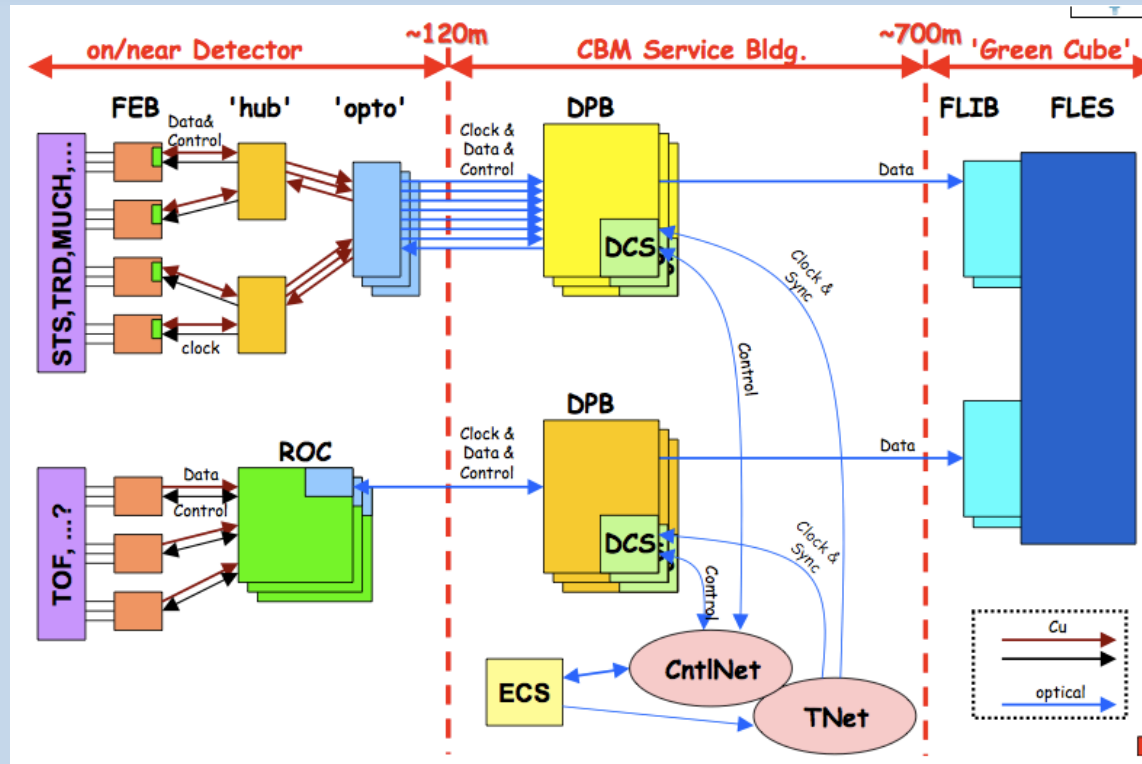 on/near Detector
~120m
CBM Service Bldg.
~700m
'Green Cube'
FEB
'hub'
'opto'
DPB
FLIB
FLES
Data&
Control
Clock &
Data &
Control
Data
STS,TRD,MUCH,...
DCS
Clock &
Sync
clock
Control
DPB
ROC
Clock &
Data &
Control
Data
TOF, ...?
Data
Control
DCS
Clock &
Sync
Control
Cu
CntlNet
ECS
optical
TNet